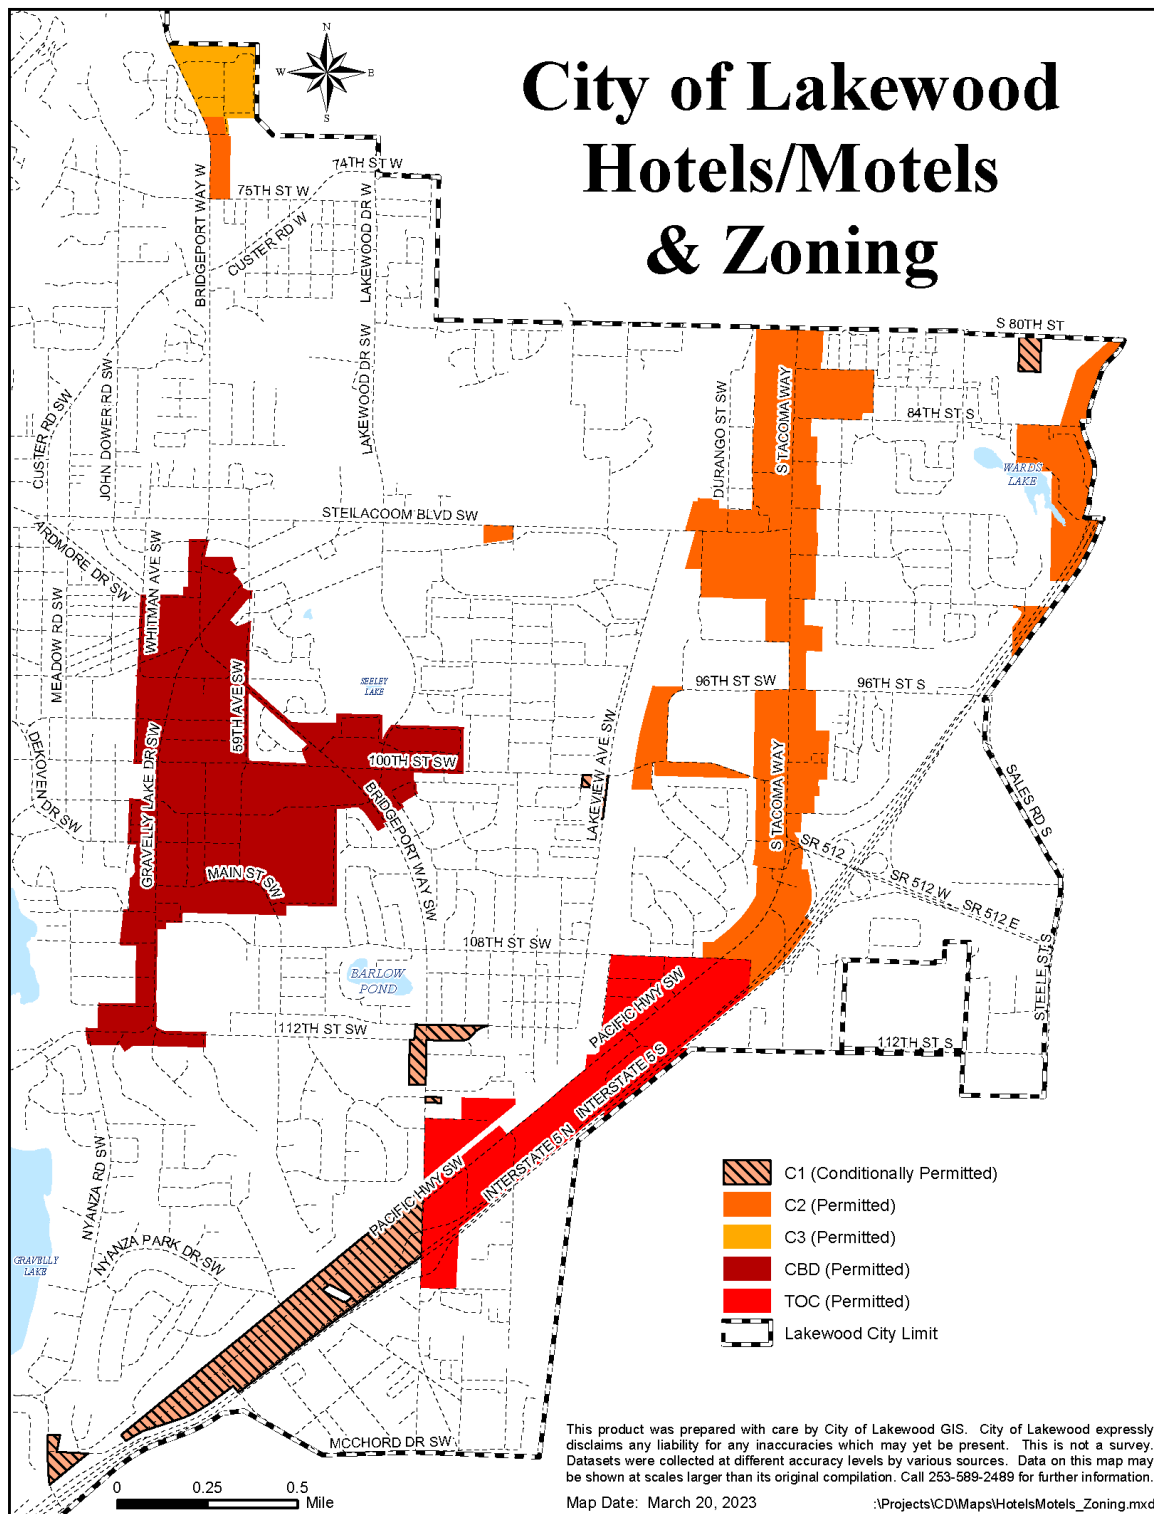 City of Lakewood
Hotels/Motels
& Zoning
N
W
E
S
74TH ST W
75TH ST W
BRIDGEPORT WAY W
CUSTER RD W
LAKEWOOD DR W
S 80TH ST
LAKEWOOD DR SW
JOHN DOWER RD SW
CUSTER RD SW
DURANGO ST SW
S TACOMA WAY
84TH ST S
WARDS
LAKE
STEILACOOM BLVD SW
ARDMORE DR SW
WHITMAN AVE SW
MEADOW RD SW
59TH AVE SW
SEELEY
LAKE
96TH ST SW
96TH ST S
DEKOVEN DR SW
GRAVELLY LAKE DR SW
100TH ST SW
LAKEVIEW AVE SW
BRIDGEPORT WAY SW
S TACOMA WAY
SALES RD S
SR 512
SR 512 W
SR 512 E
MAIN ST SW
108TH ST SW
BARLOW
POND
PACIFIC HWY SW
STEELE ST S
112TH ST SW
112TH ST S
INTERSTATE 5 S
INTERSTATE 5 N
PACIFIC HWY SW
NYANZA RD SW
NYANZA PARK DR SW
GRAVELLY
LAKE
MCCHORD DR SW
C1 (Conditionally Permitted)
C2 (Permitted)
C3 (Permitted)
CBD (Permitted)
TOC (Permitted)
Lakewood City Limit
This product was prepared with care by City of Lakewood GIS. City of Lakewood expressly
disclaims any liability for any inaccuracies which may yet be present. This is not a survey.
Datasets were collected at different accuracy levels by various sources. Data on this map may
be shown at scales larger than its original compilation. Call 253-589-2489 for further information.
0 0.25 0.5
Mile
Map Date: March 20, 2023
:\Projects\CD\Maps\HotelsMotels_Zoning.mxd